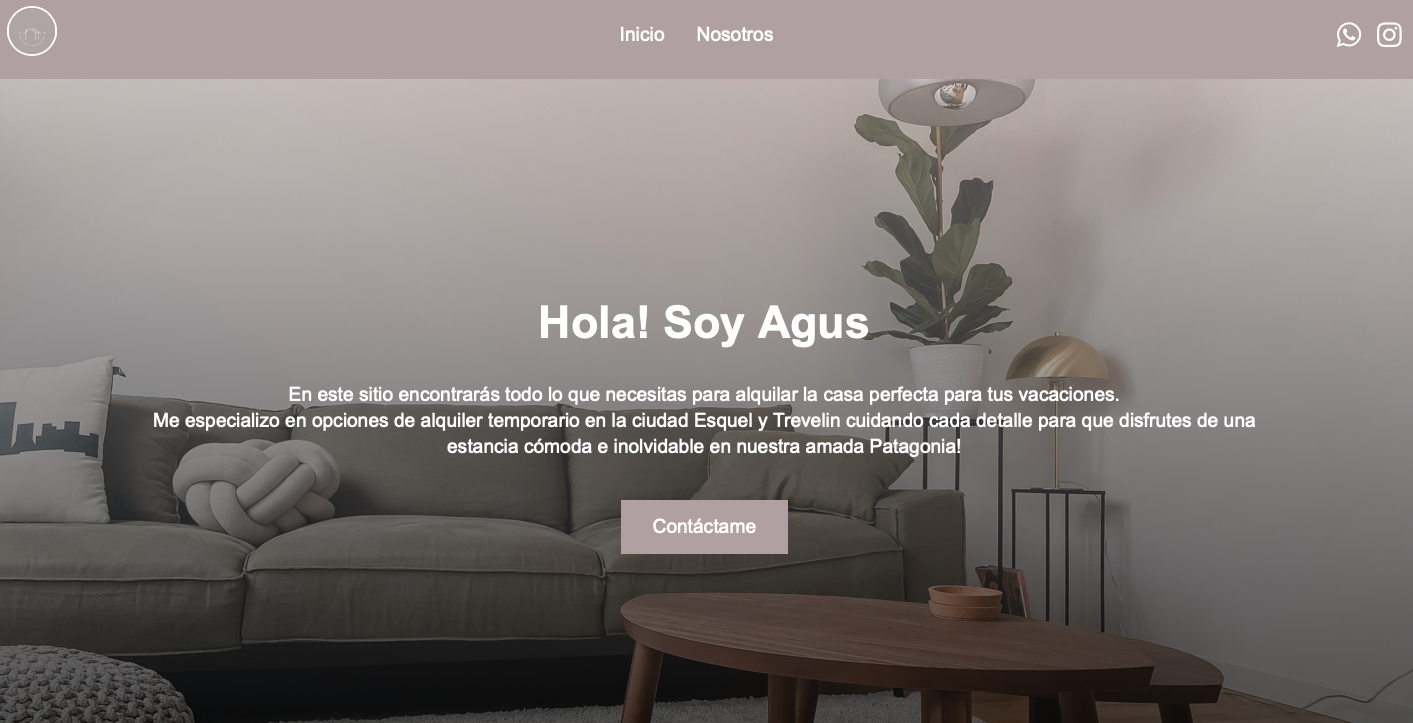 Inicio Nosotros
Hola! Soy Agus
En este sitio encontrarás todo lo que necesitas para alquilar la casa perfecta para tus vacaciones.
Me especializo en opciones de alquiler temporario en la ciudad Esquel y Trevelin cuidando cada detalle para que disfrutes de una
estancia cómoda e inolvidable en nuestra amada Patagonia!
Contáctame